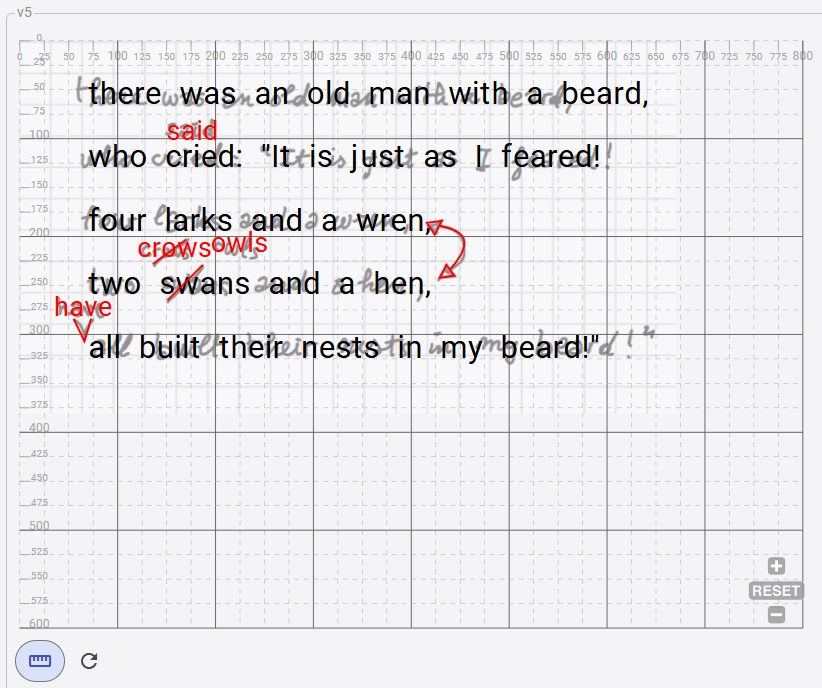 v5
0 25 50 75 100 125 150 175 200 225 250 275 300 325 350 375 400 425 450 475 500 525 550 575 600 625 650 675 700 725 750 775 800
0
25
50
there was an old man with a beard,
75
100
said
125
who cried: "It is just as I feared!
150
175
four larks and a wren,
200
crows owls
225
250
two swans and a hen,
275
have
300
all built their nests in my beard!"
325
350
375
400
425
450
475
500
525
550
575
RESET
600